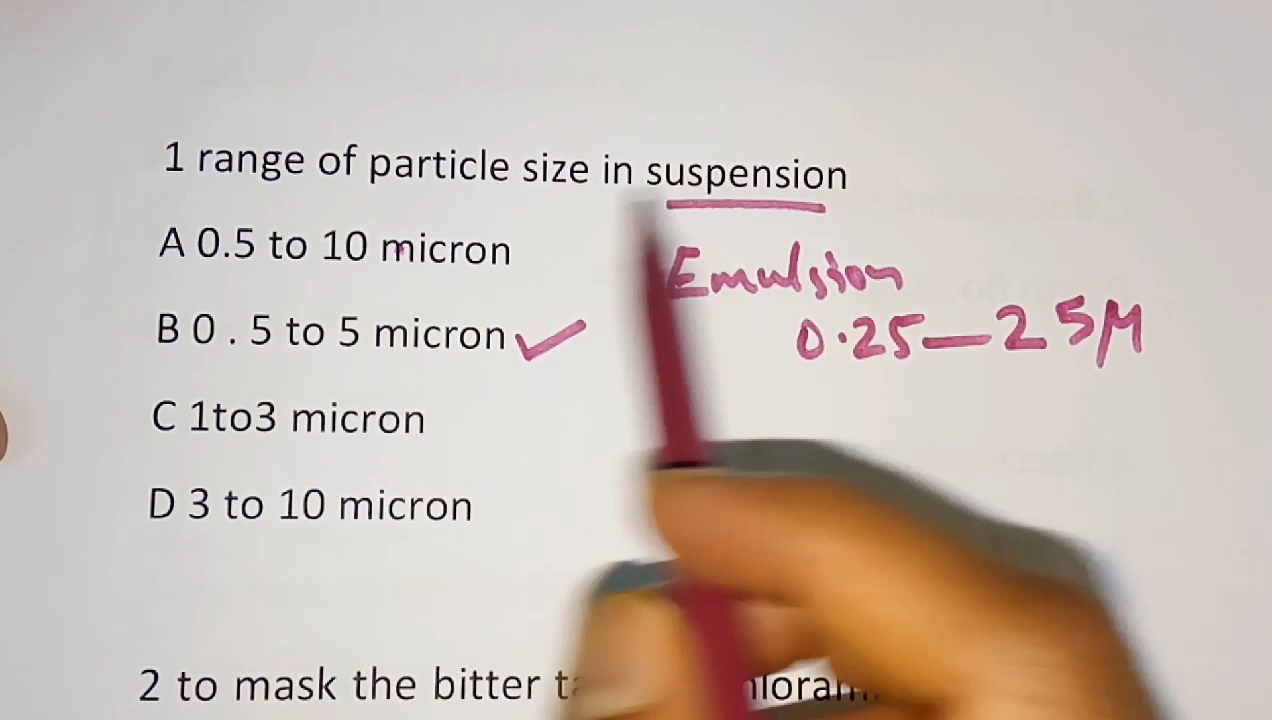 1 range of particle size in suspension
A 0.5 to 10 micron
Emulsion
B 0 . 5 to 5 micron ✓
0.25—25μ
C 1to3 micron
D 3 to 10 micron
2 to mask the bitter